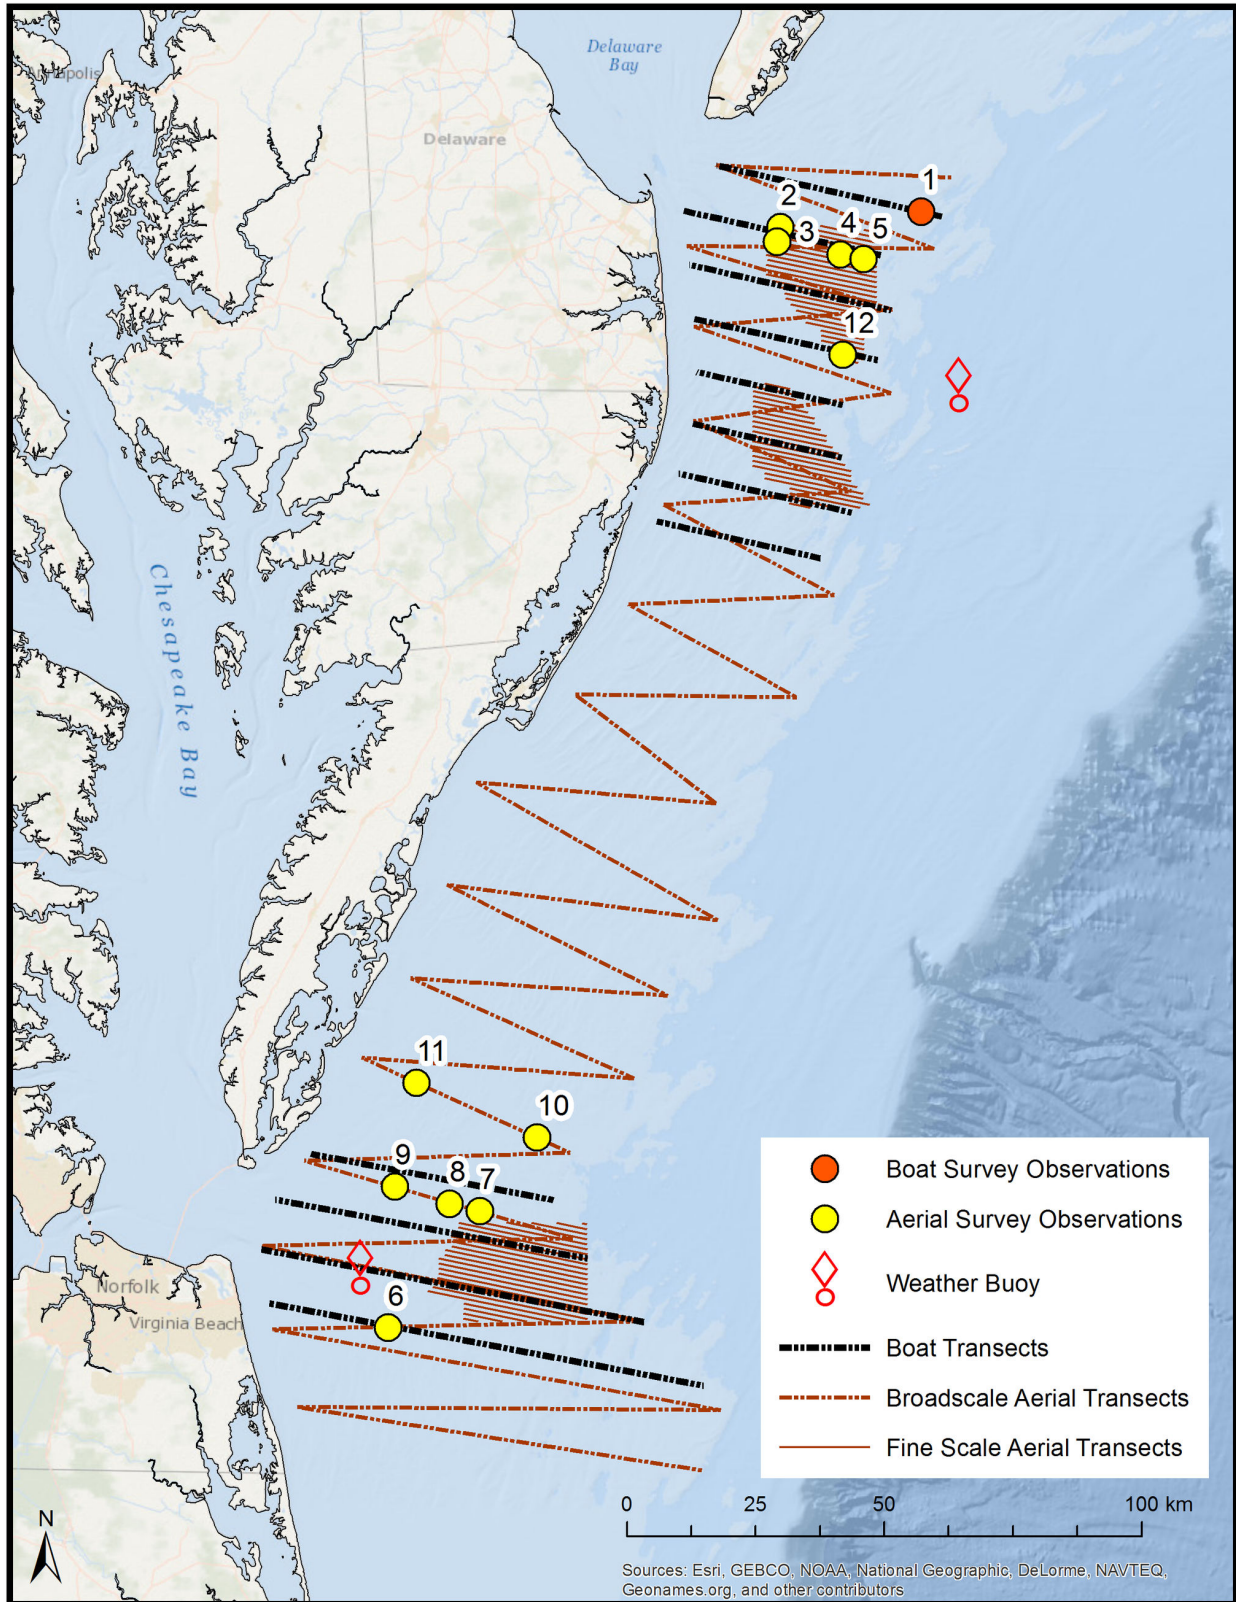 Delaware
Bay
Annapolis
Delaware
1
2
3
4
5
12
Chesapeake Bay
11
10
9
8
7
6
Norfolk
Virginia Beach
Boat Survey Observations
Aerial Survey Observations
Weather Buoy
Boat Transects
Broadscale Aerial Transects
Fine Scale Aerial Transects
N
0 25 50 100 km
Sources: Esri, GEBCO, NOAA, National Geographic, DeLorme, NAVTEQ,
Geonames.org, and other contributors